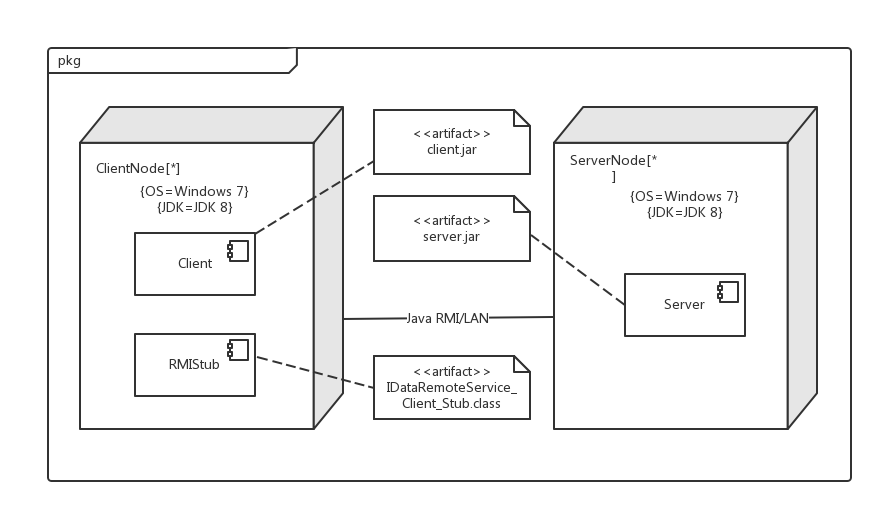 pkg
ClientNode[*]
{OS=Windows 7}
{JDK=JDK 8}
Client
RMIStub
<<artifact>>
client.jar
<<artifact>>
server.jar
Java RMI/LAN
<<artifact>>
IDataRemoteService_
Client_Stub.class
ServerNode[*
]
{OS=Windows 7}
{JDK=JDK 8}
Server